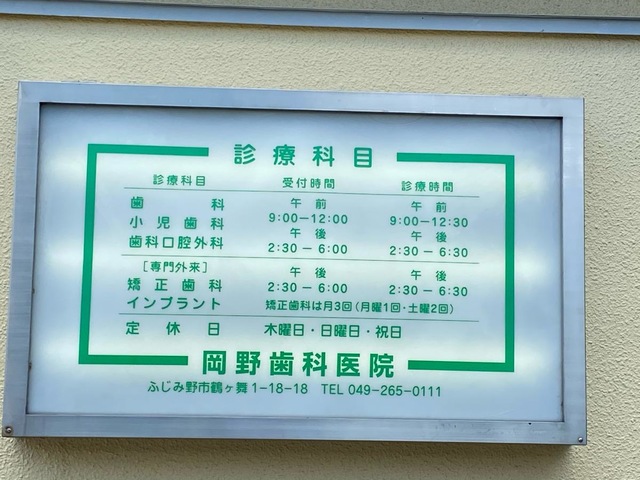 診療科目
診療科目 受付時間 診療時間
歯科 午前 午前
小児歯科 9:00-12:00 9:00-12:30
歯科口腔外科 午後 午後
2:30-6:00 2:30-6:30
[専門外来] 午後 午後
矯正歯科 2:30-6:00 2:30-6:30
インプラント 矯正歯科は月3回(月曜1回・土曜2回)
定休日 木曜日・日曜日・祝日
岡野歯科医院
ふじみ野市鶴ヶ舞1-18-18 TEL 049-265-0111